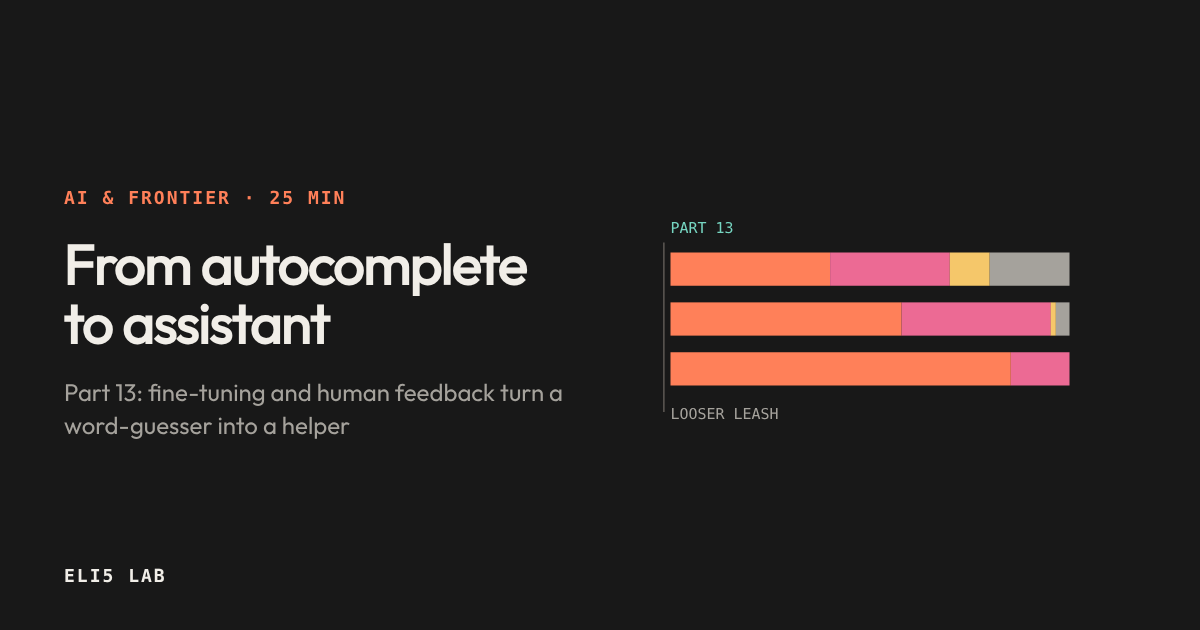 AI & FRONTIER · 25 MIN
From autocomplete
to assistant
Part 13: fine-tuning and human feedback turn a
word-guesser into a helper
ELI5 LAB
PART 13
LOOSER LEASH